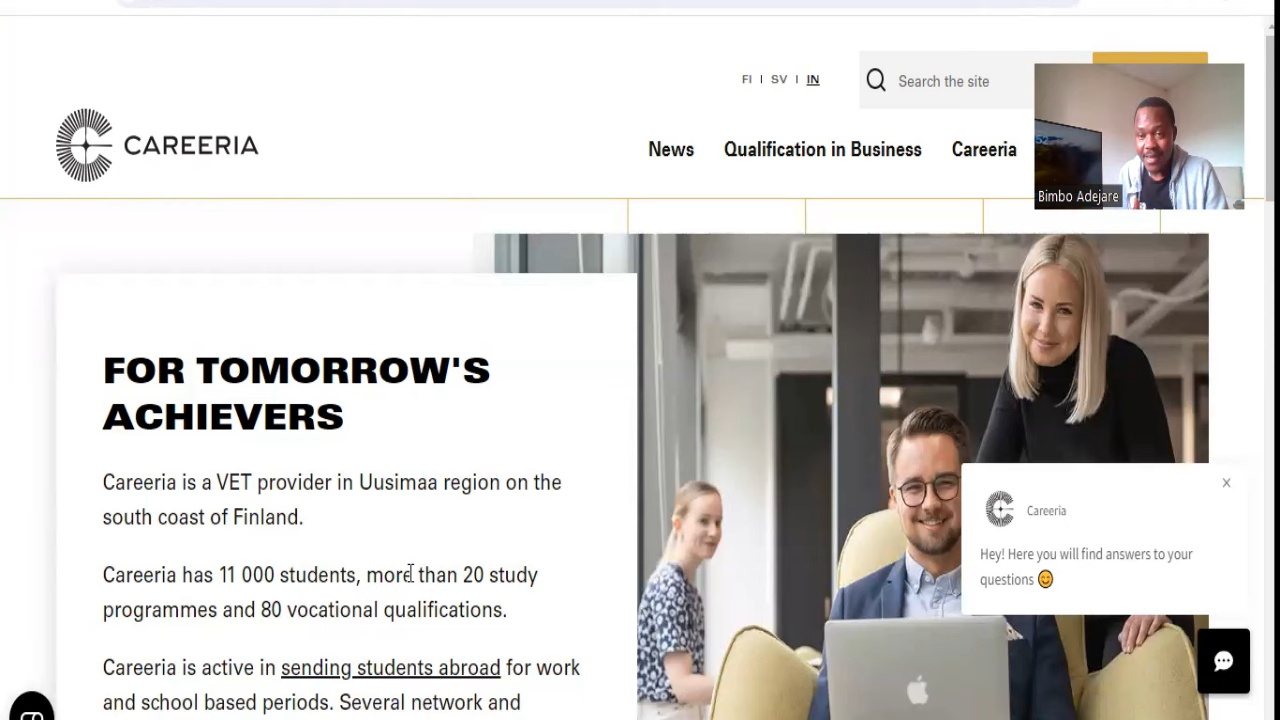 FI I SV I IN
Search the site
CAREERIA
News
Qualification in Business
Careeria
52
Bimbo Adejare
FOR TOMORROW'S
ACHIEVERS
Careeria is a VET provider in Uusimaa region on the
south coast of Finland.
Careeria has 11 000 students, more than 20 study
programmes and 80 vocational qualifications.
Careeria is active in sending students abroad for work
and school based periods. Several network and
Careeria
Hey! Here you will find answers to your
questions 😊